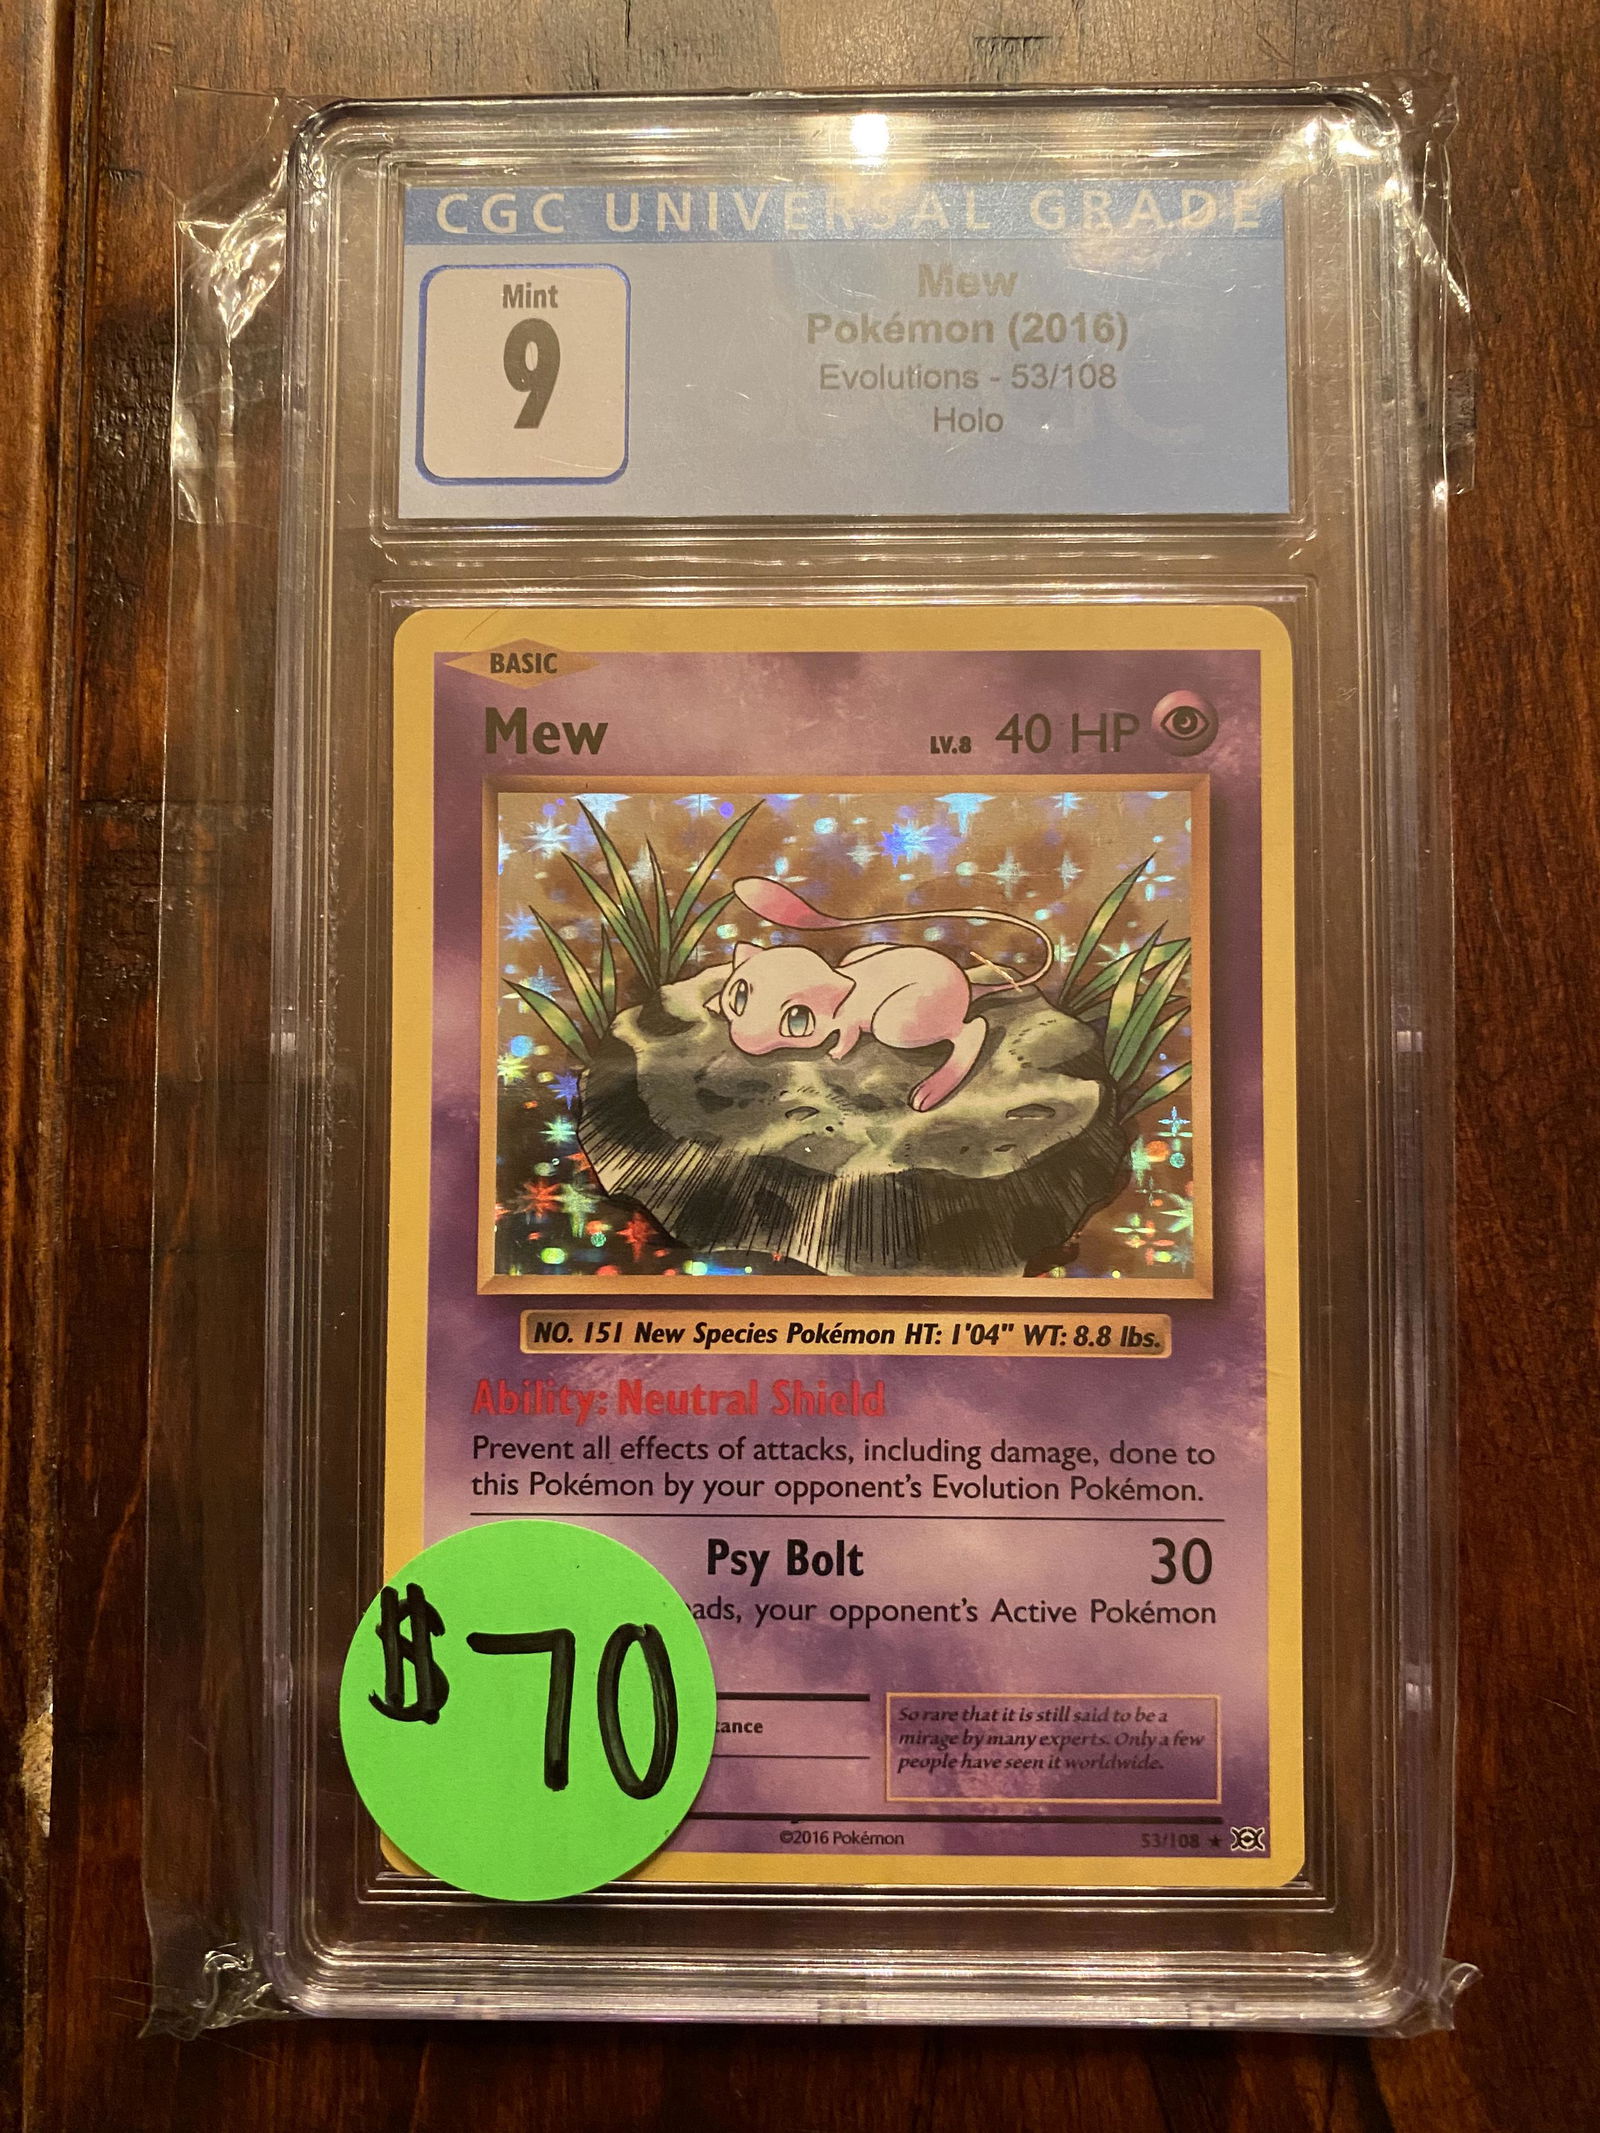 CGC UNIVERSAL GRADE
Mint
9
Mew
Pokémon (2016)
Evolutions - 53/108
Holo
BASIC
Mew LV.8 40 HP
NO. 151 New Species Pokémon HT: 1'04" WT: 8.8 lbs.
Ability: Neutral Shield
Prevent all effects of attacks, including damage, done to
this Pokémon by your opponent's Evolution Pokémon.
Psy Bolt 30
your opponent's Active Pokémon
$70
So rare that it is still said to be a
mirage by many experts. Only a few
people have seen it worldwide.
©2016 Pokémon 53/108